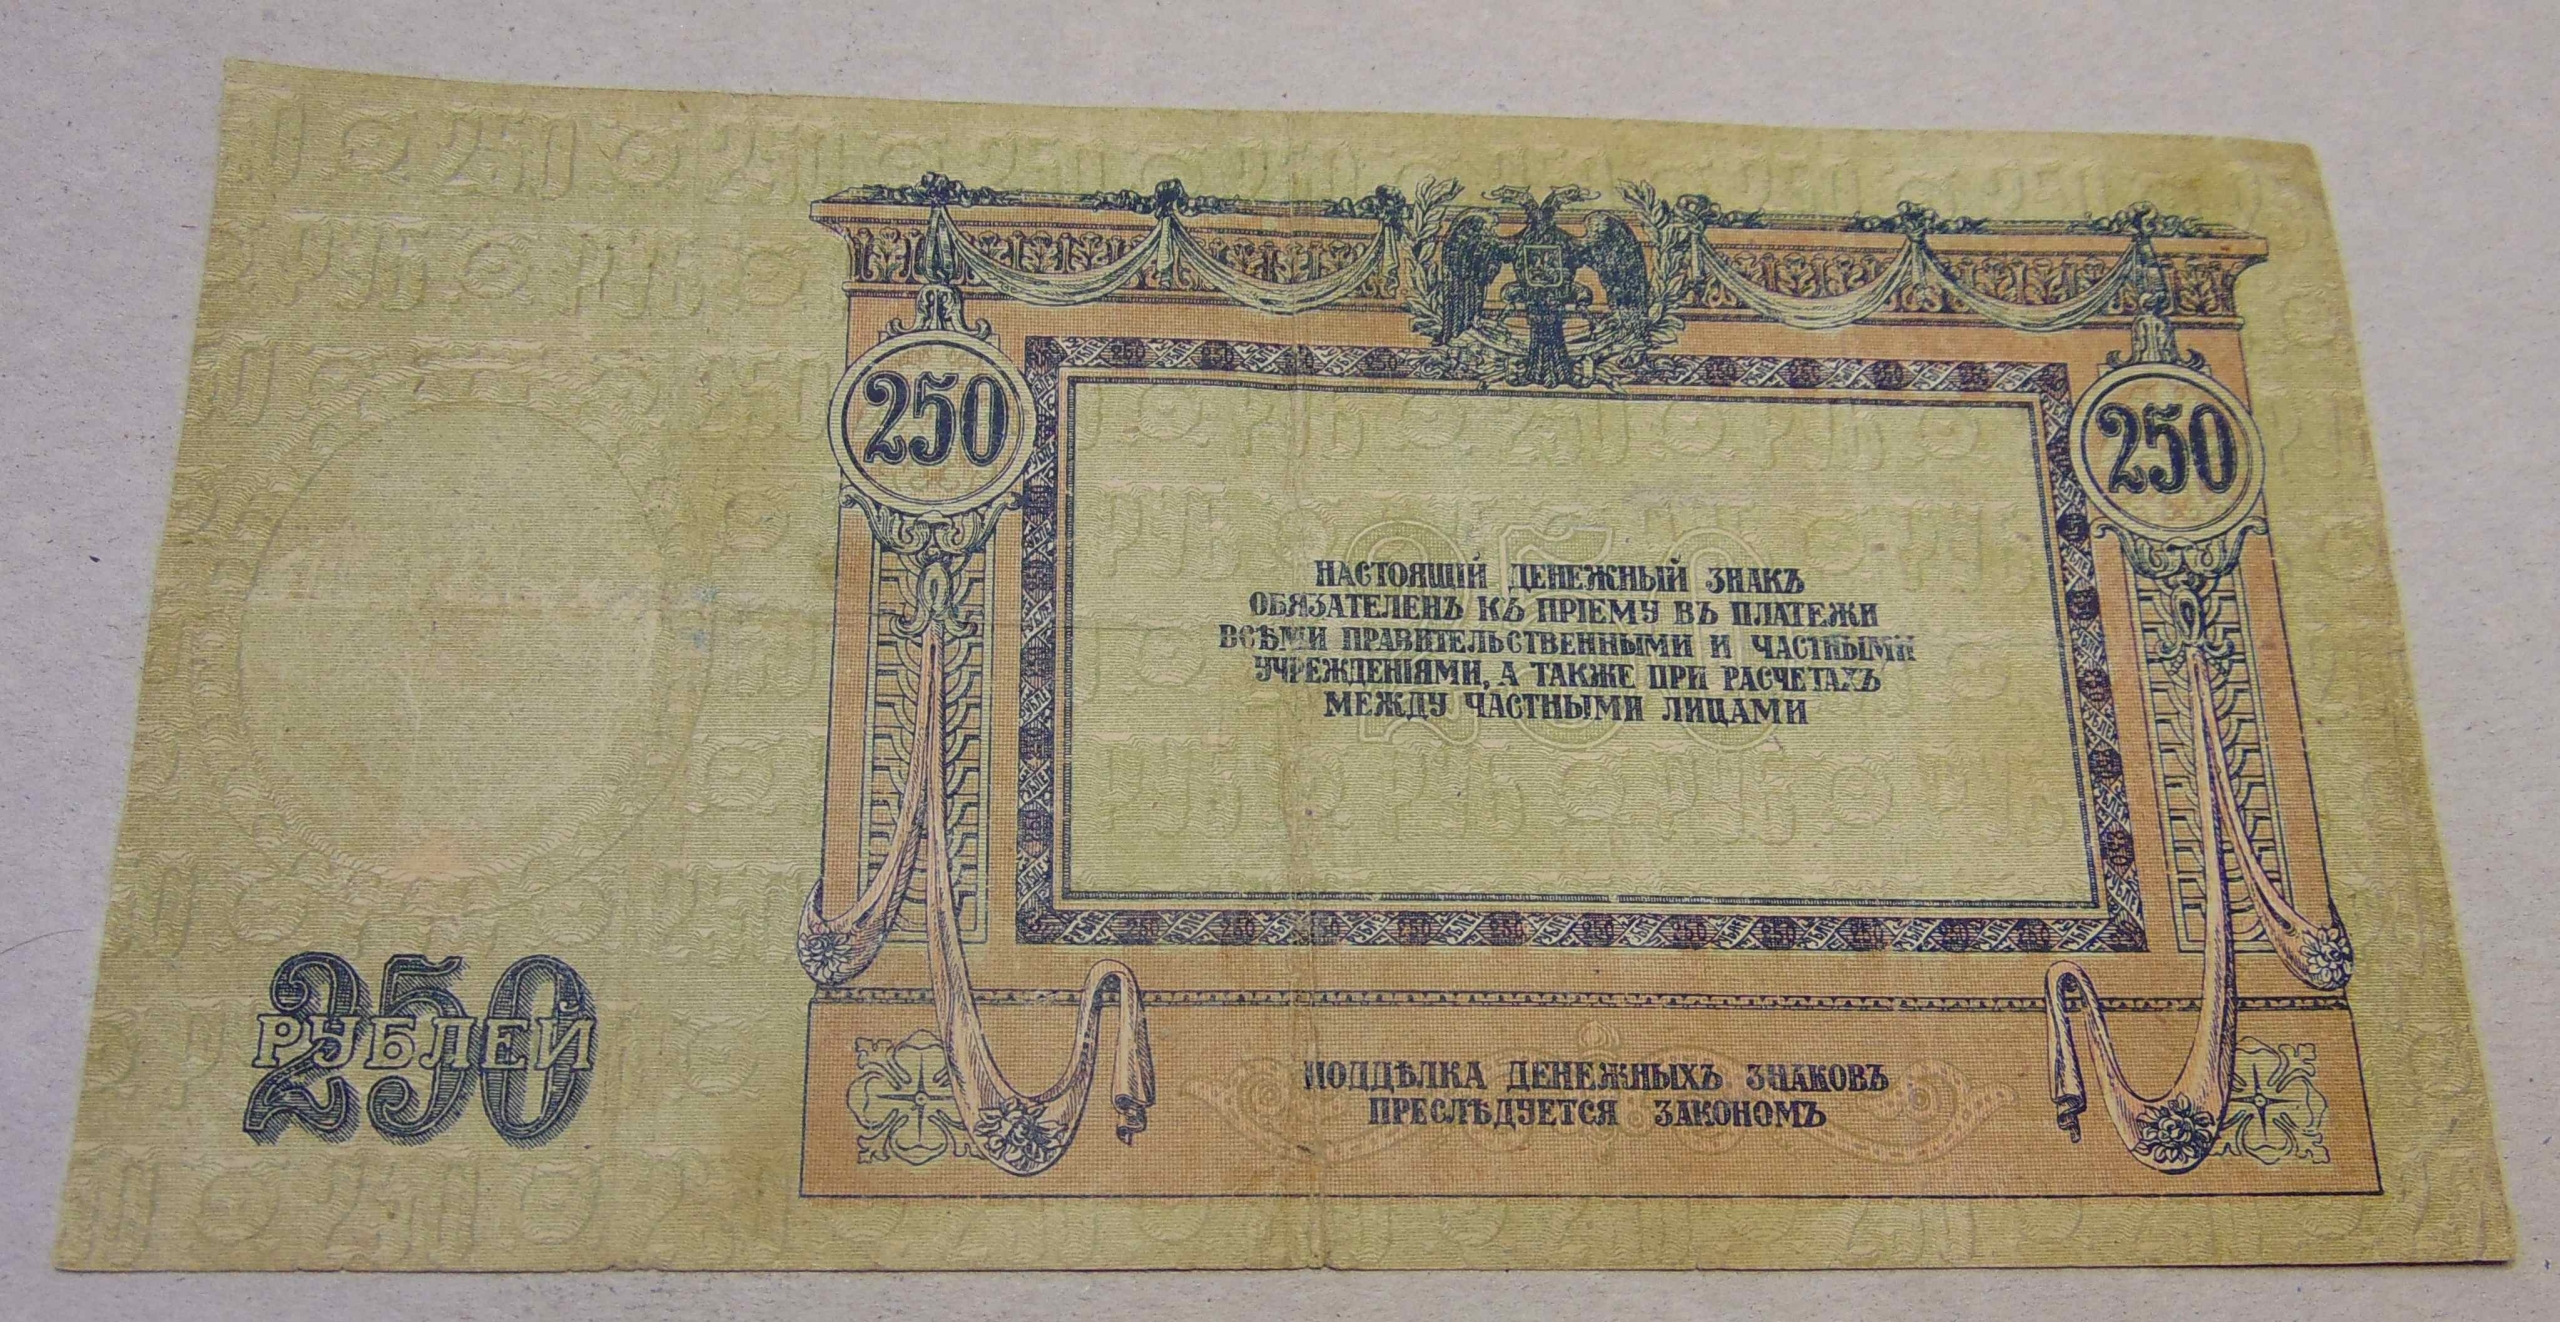 250
250
НАСТОЯЩІЙ ДЕНЕЖНЫЙ ЗНАКЪ
ОБЯЗАТЕЛЕНЪ КЪ ПРІЕМУ ВЪ ПЛАТЕЖИ
ВСѢМИ ПРАВИТЕЛЬСТВЕННЫМИ И ЧАСТНЫМИ
УЧРЕЖДЕНІЯМИ, А ТАКЖЕ ПРИ РАСЧЕТАХЪ
МЕЖДУ ЧАСТНЫМИ ЛИЦАМИ
250
РУБЛЕЙ
ПОДДѢЛКА ДЕНЕЖНЫХЪ ЗНАКОВЪ
ПРЕСЛѢДУЕТСЯ ЗАКОНОМЪ